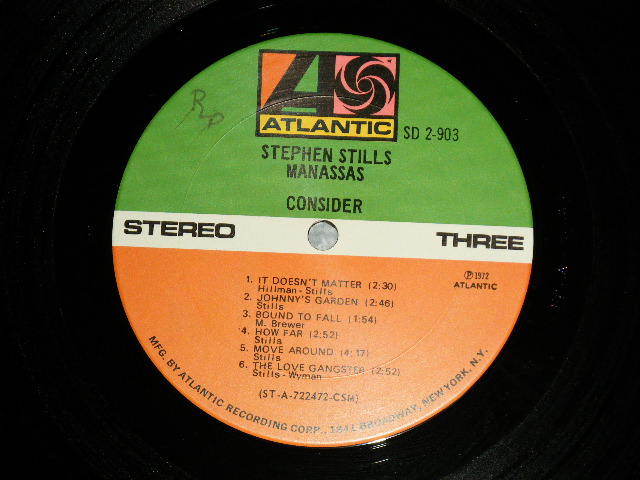 RLP
ATLANTIC
SD 2-903
STEPHEN STILLS
MANASSAS
CONSIDER
STEREO
THREE
℗ 1972
ATLANTIC
1. IT DOESN'T MATTER (2:30)
Hillman - Stills
2. JOHNNY'S GARDEN (2:46)
Stills
3. BOUND TO FALL (1:54)
M. Brewer
4. HOW FAR (2:52)
Stills
5. MOVE AROUND (4:17)
Stills
6. THE LOVE GANGSTER (2:52)
Stills - Wyman
(ST-A-722472-CSM)
MFG. BY ATLANTIC RECORDING CORP., 1841 BROADWAY, NEW YORK, N.Y.